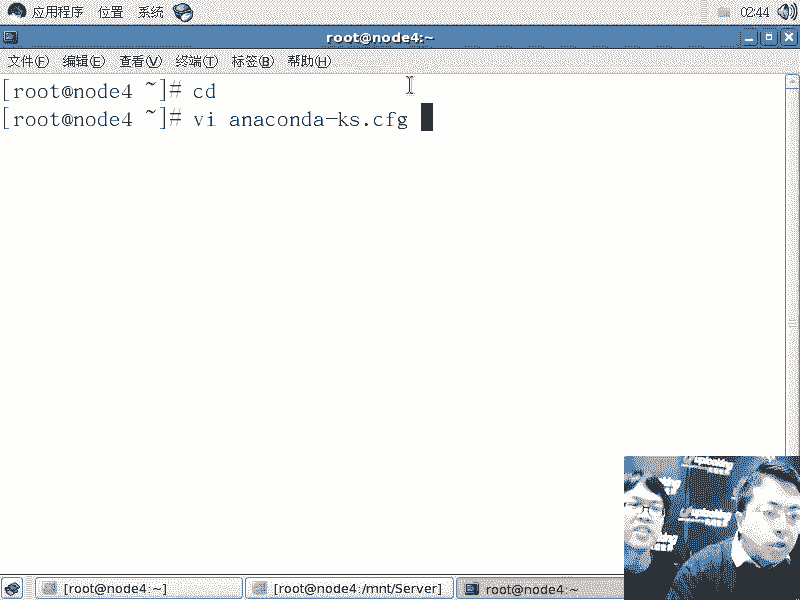 应用程序 位置 系统 02:44
root@node4:~
文件(F) 编辑(E) 查看(V) 终端(T) 标签(B) 帮助(H)
[root@node4 ~]# cd
[root@node4 ~]# vi anaconda-ks.cfg
[root@node4:~] [root@node4:/mnt/Server] root@node4:~